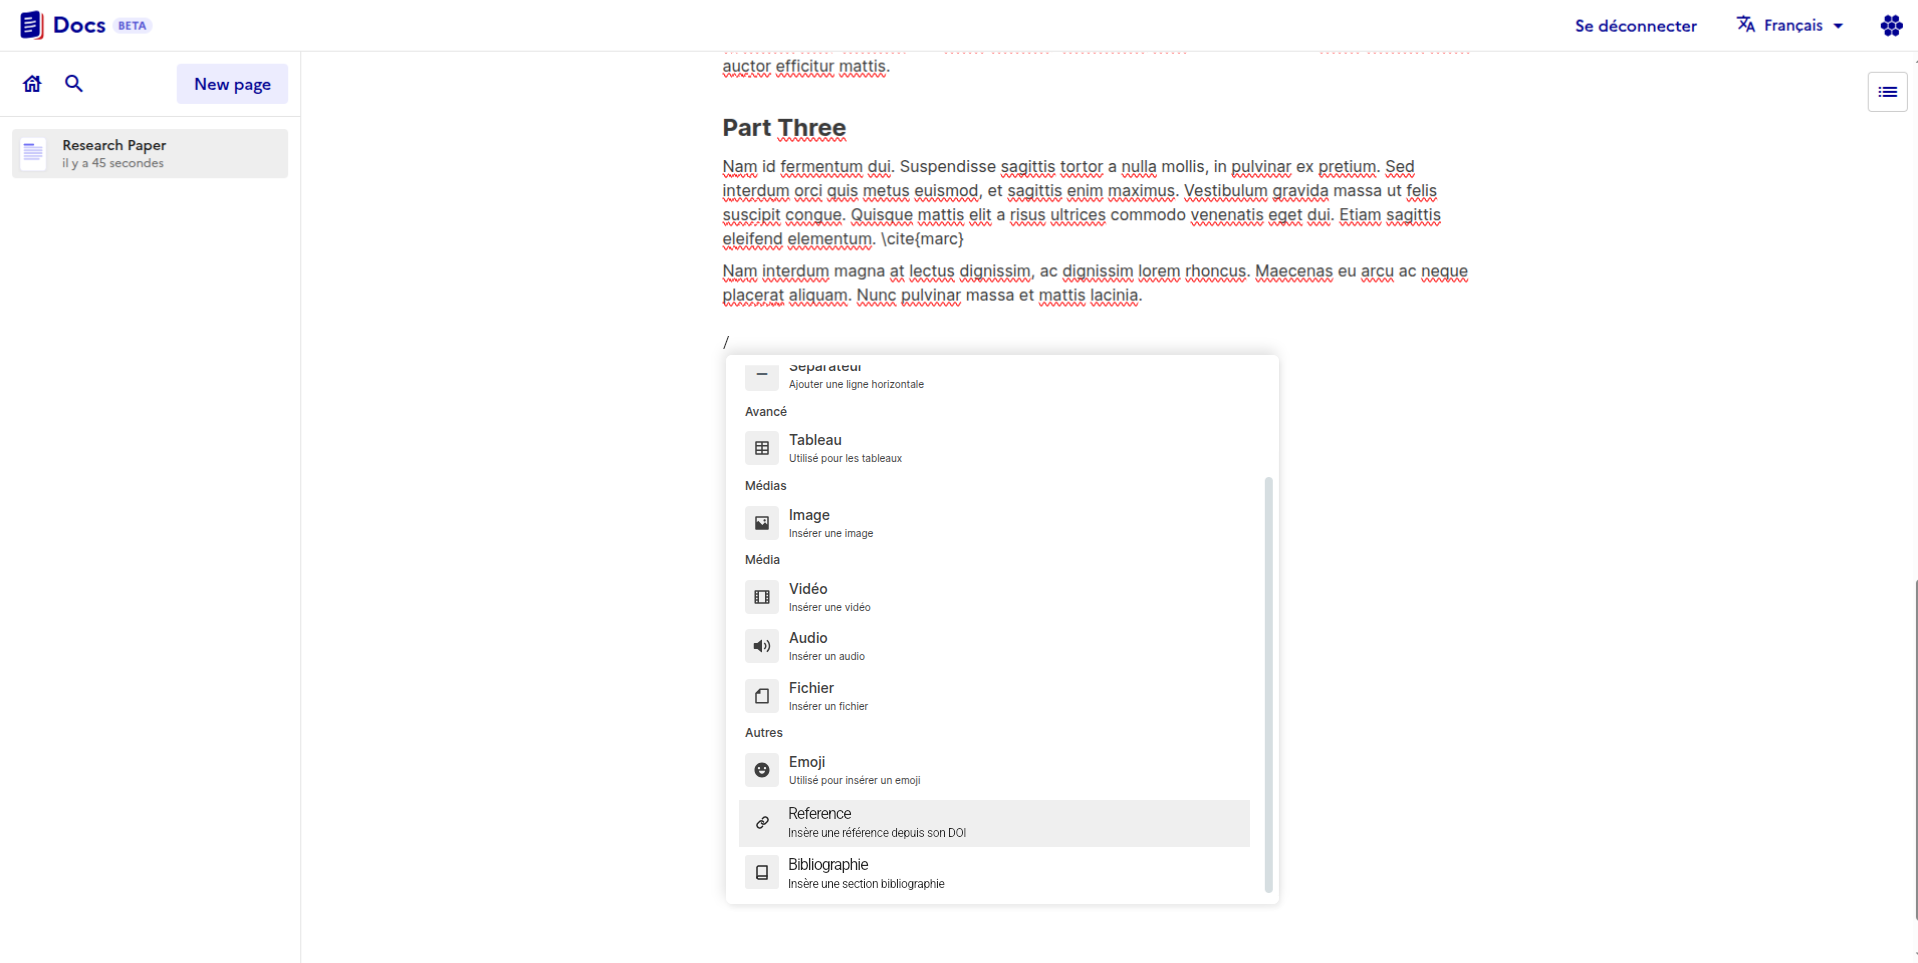 Docs BETA
Se déconnecter
Français
New page
Research Paper
il y a 45 secondes
auctor efficitur mattis.
Part Three
Nam id fermentum dui. Suspendisse sagittis tortor a nulla mollis, in pulvinar ex pretium. Sed
interdum orci quis metus euismod, et sagittis enim maximus. Vestibulum gravida massa ut felis
suscipit congue. Quisque mattis elit a risus ultrices commodo venenatis eget dui. Etiam sagittis
eleifend elementum. \cite{marc}
Nam interdum magna at lectus dignissim, ac dignissim lorem rhoncus. Maecenas eu arcu ac neque
placerat aliquam. Nunc pulvinar massa et mattis lacinia.
/
Séparateur
Ajouter une ligne horizontale
Avancé
Tableau
Utilisé pour les tableaux
Médias
Image
Insérer une image
Média
Vidéo
Insérer une vidéo
Audio
Insérer un audio
Fichier
Insérer un fichier
Autres
Emoji
Utilisé pour insérer un emoji
Reference
Insère une référence depuis son DOI
Bibliographie
Insère une section bibliographie